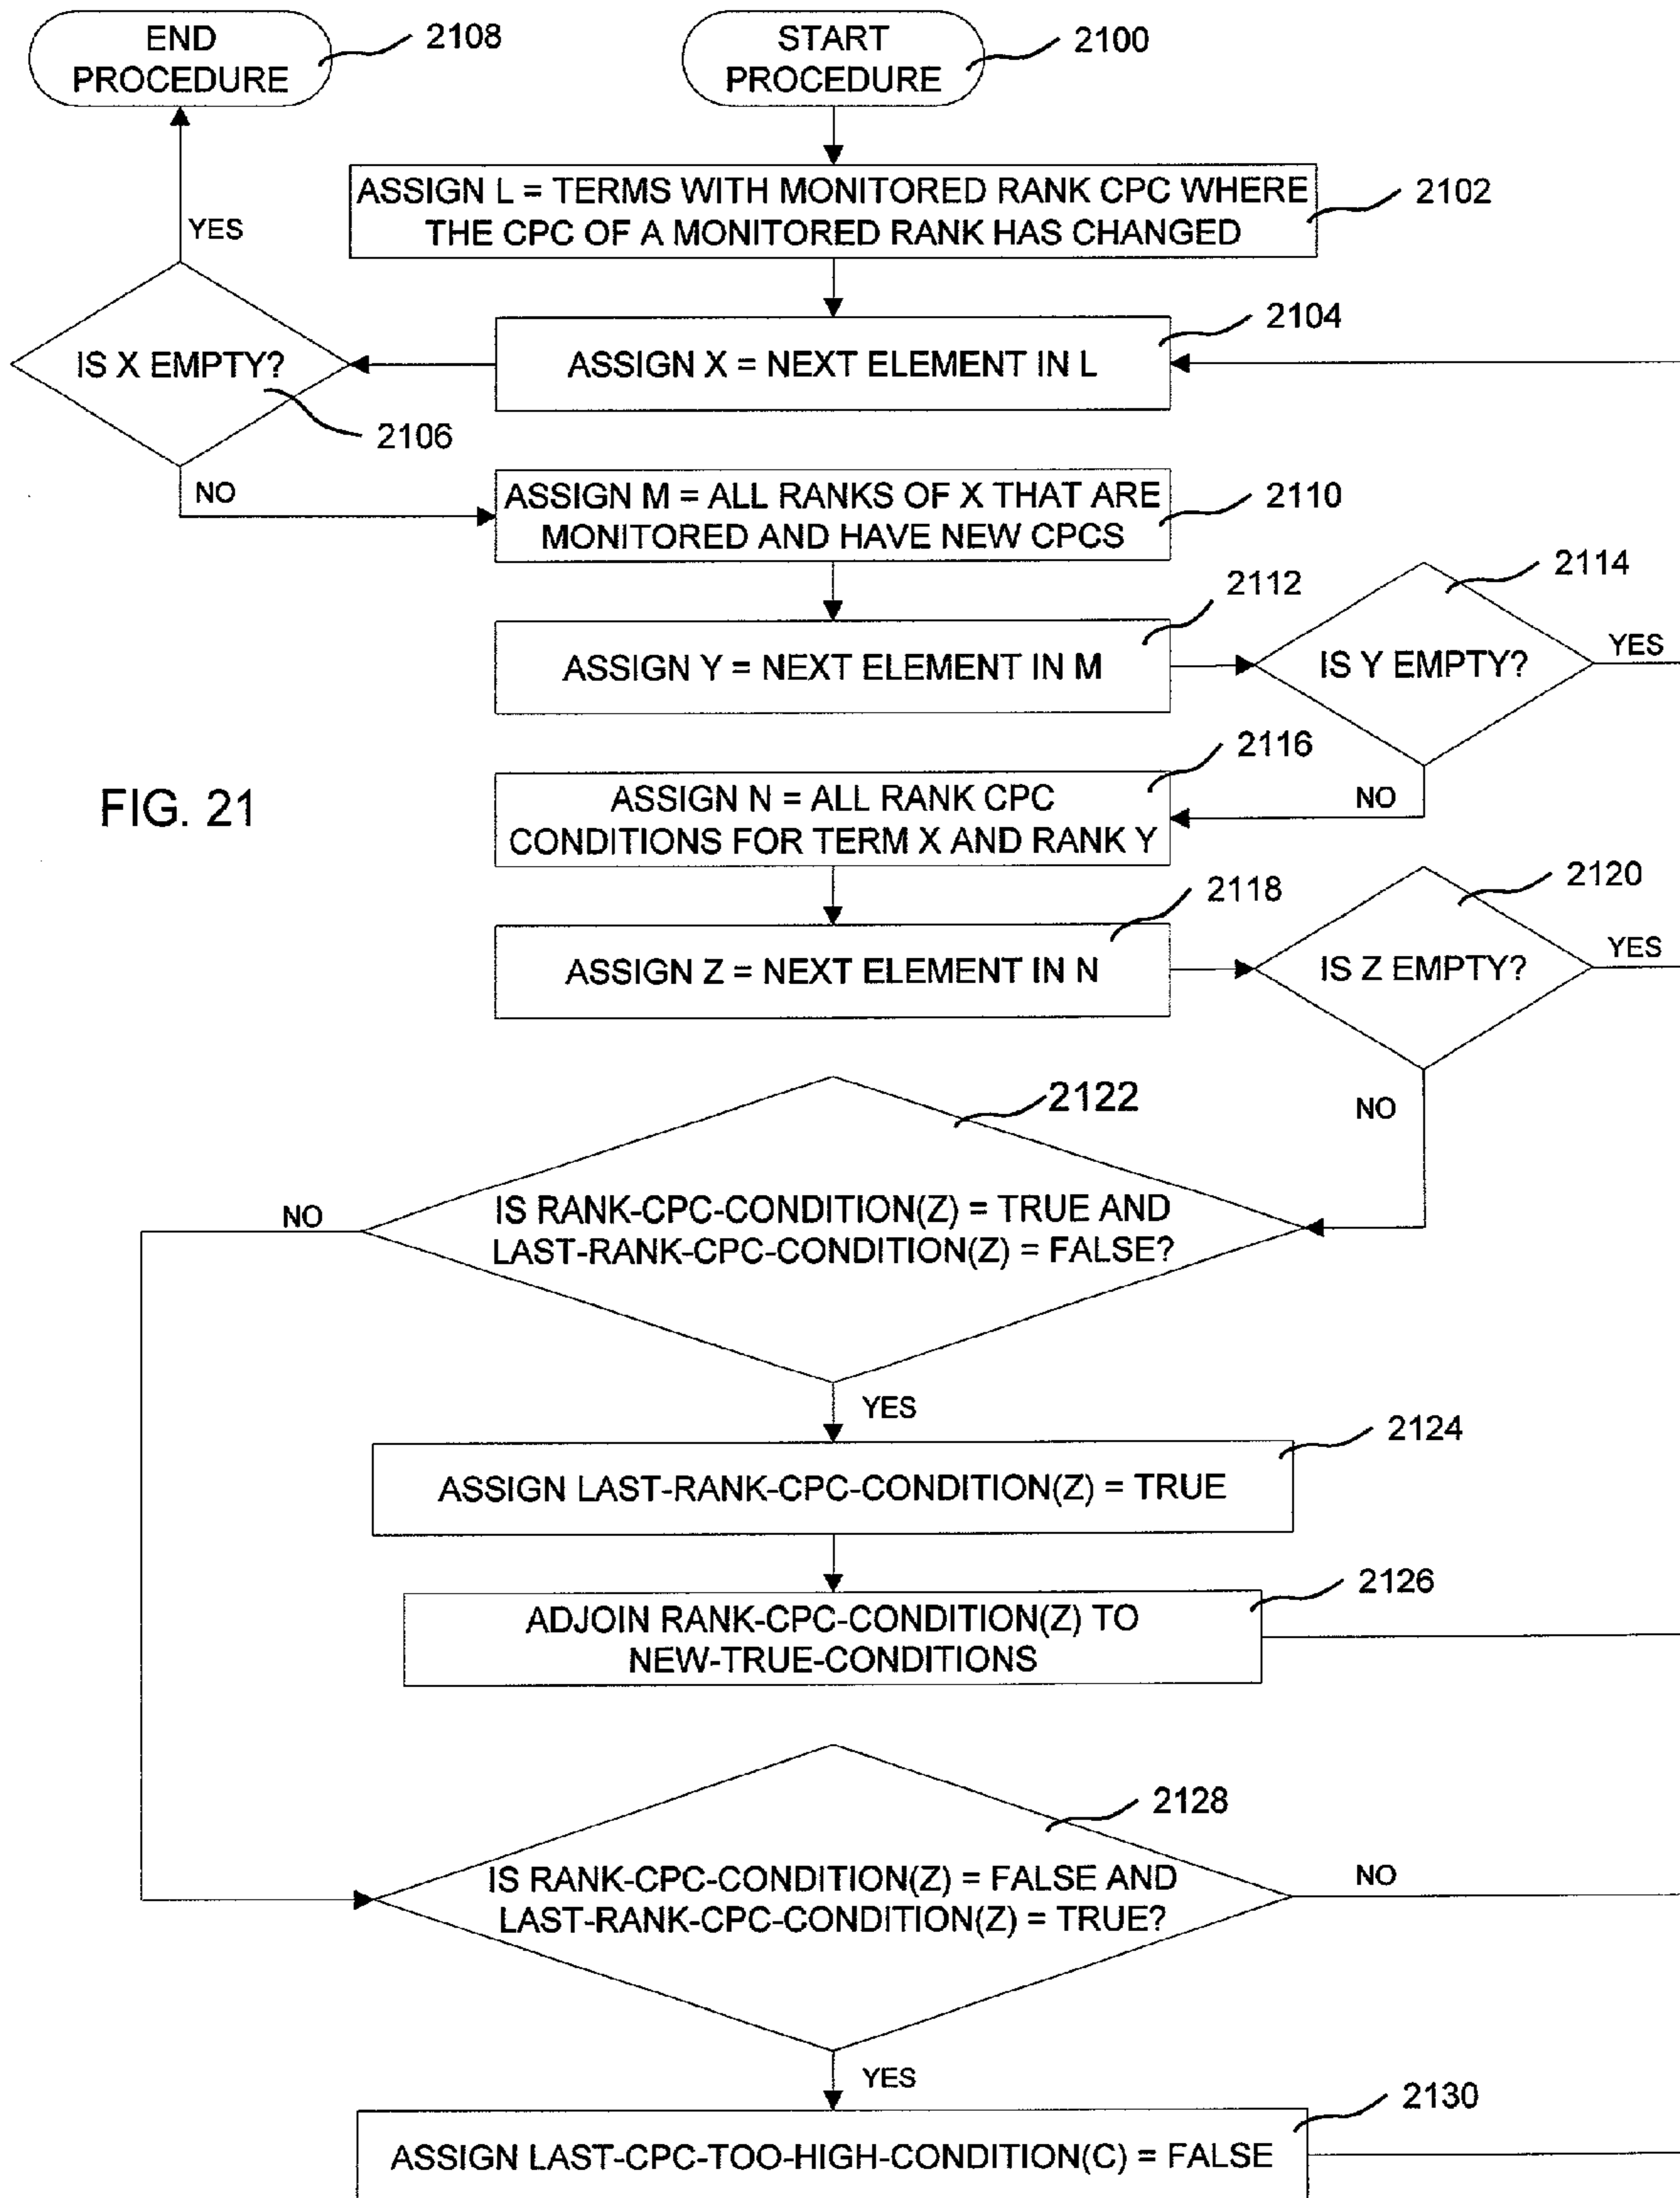 END
PROCEDURE
2108
START
PROCEDURE
2100
ASSIGN L = TERMS WITH MONITORED RANK CPC WHERE
THE CPC OF A MONITORED RANK HAS CHANGED
2102
YES
2104
IS X EMPTY?
ASSIGN X = NEXT ELEMENT IN L
2106
NO
ASSIGN M = ALL RANKS OF X THAT ARE
MONITORED AND HAVE NEW CPCS
2110
2112
2114
ASSIGN Y = NEXT ELEMENT IN M
IS Y EMPTY?
YES
2116
NO
FIG. 21
ASSIGN N = ALL RANK CPC
CONDITIONS FOR TERM X AND RANK Y
2118
2120
ASSIGN Z = NEXT ELEMENT IN N
IS Z EMPTY?
YES
NO
2122
NO
IS RANK-CPC-CONDITION(Z) = TRUE AND
LAST-RANK-CPC-CONDITION(Z) = FALSE?
YES
2124
ASSIGN LAST-RANK-CPC-CONDITION(Z) = TRUE
2126
ADJOIN RANK-CPC-CONDITION(Z) TO
NEW-TRUE-CONDITIONS
2128
IS RANK-CPC-CONDITION(Z) = FALSE AND
LAST-RANK-CPC-CONDITION(Z) = TRUE?
NO
YES
2130
ASSIGN LAST-CPC-TOO-HIGH-CONDITION(C) = FALSE